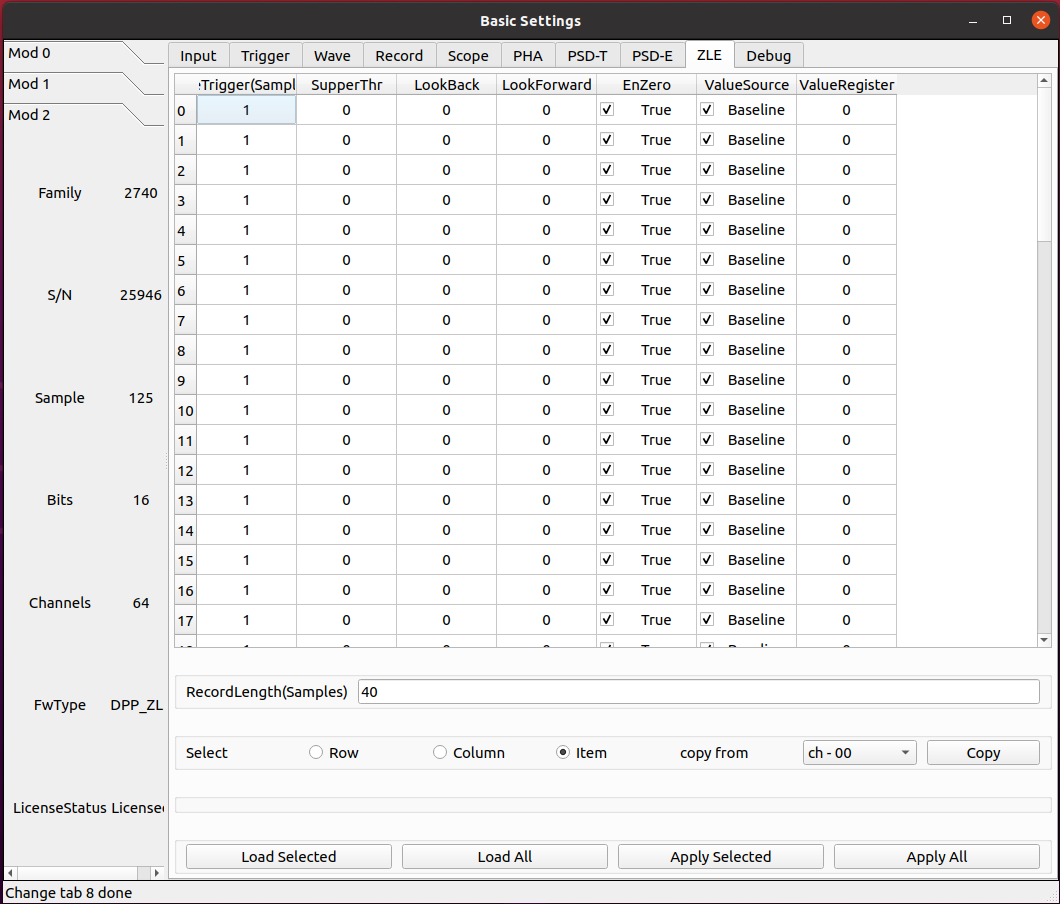 Basic Settings
Mod 0
Mod 1
Mod 2
Family 2740
S/N 25946
Sample 125
Bits 16
Channels 64
FwType DPP_ZL
LicenseStatus License
Input Trigger Wave Record Scope PHA PSD-T PSD-E ZLE Debug
eTrigger(Sampl SupperThr LookBack LookForward EnZero ValueSource ValueRegister
0 1 0 0 0 True Baseline 0
1 1 0 0 0 True Baseline 0
2 1 0 0 0 True Baseline 0
3 1 0 0 0 True Baseline 0
4 1 0 0 0 True Baseline 0
5 1 0 0 0 True Baseline 0
6 1 0 0 0 True Baseline 0
7 1 0 0 0 True Baseline 0
8 1 0 0 0 True Baseline 0
9 1 0 0 0 True Baseline 0
10 1 0 0 0 True Baseline 0
11 1 0 0 0 True Baseline 0
12 1 0 0 0 True Baseline 0
13 1 0 0 0 True Baseline 0
14 1 0 0 0 True Baseline 0
15 1 0 0 0 True Baseline 0
16 1 0 0 0 True Baseline 0
17 1 0 0 0 True Baseline 0
RecordLength(Samples) 40
Select Row Column Item copy from ch - 00 Copy
Load Selected Load All Apply Selected Apply All
Change tab 8 done